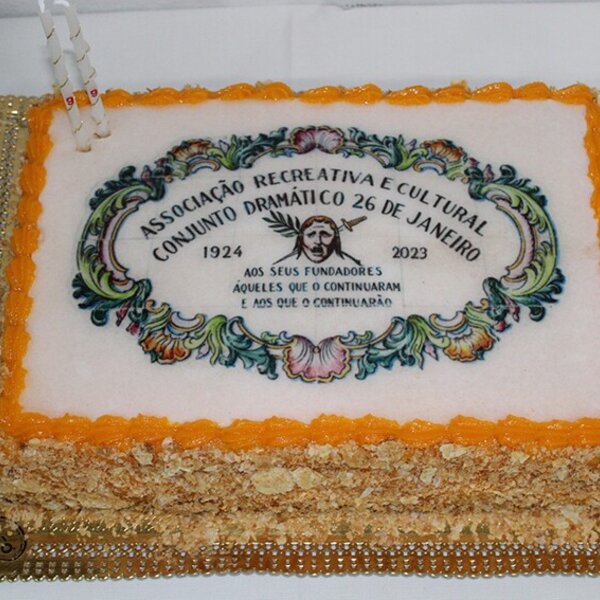 ASSOCIAÇÃO RECREATIVA E CULTURAL
CONJUNTO DRAMÁTICO 26 DE JANEIRO
1924 2023
AOS SEUS FUNDADORES
ÀQUELES QUE O CONTINUARAM
E AOS QUE O CONTINUARÃO